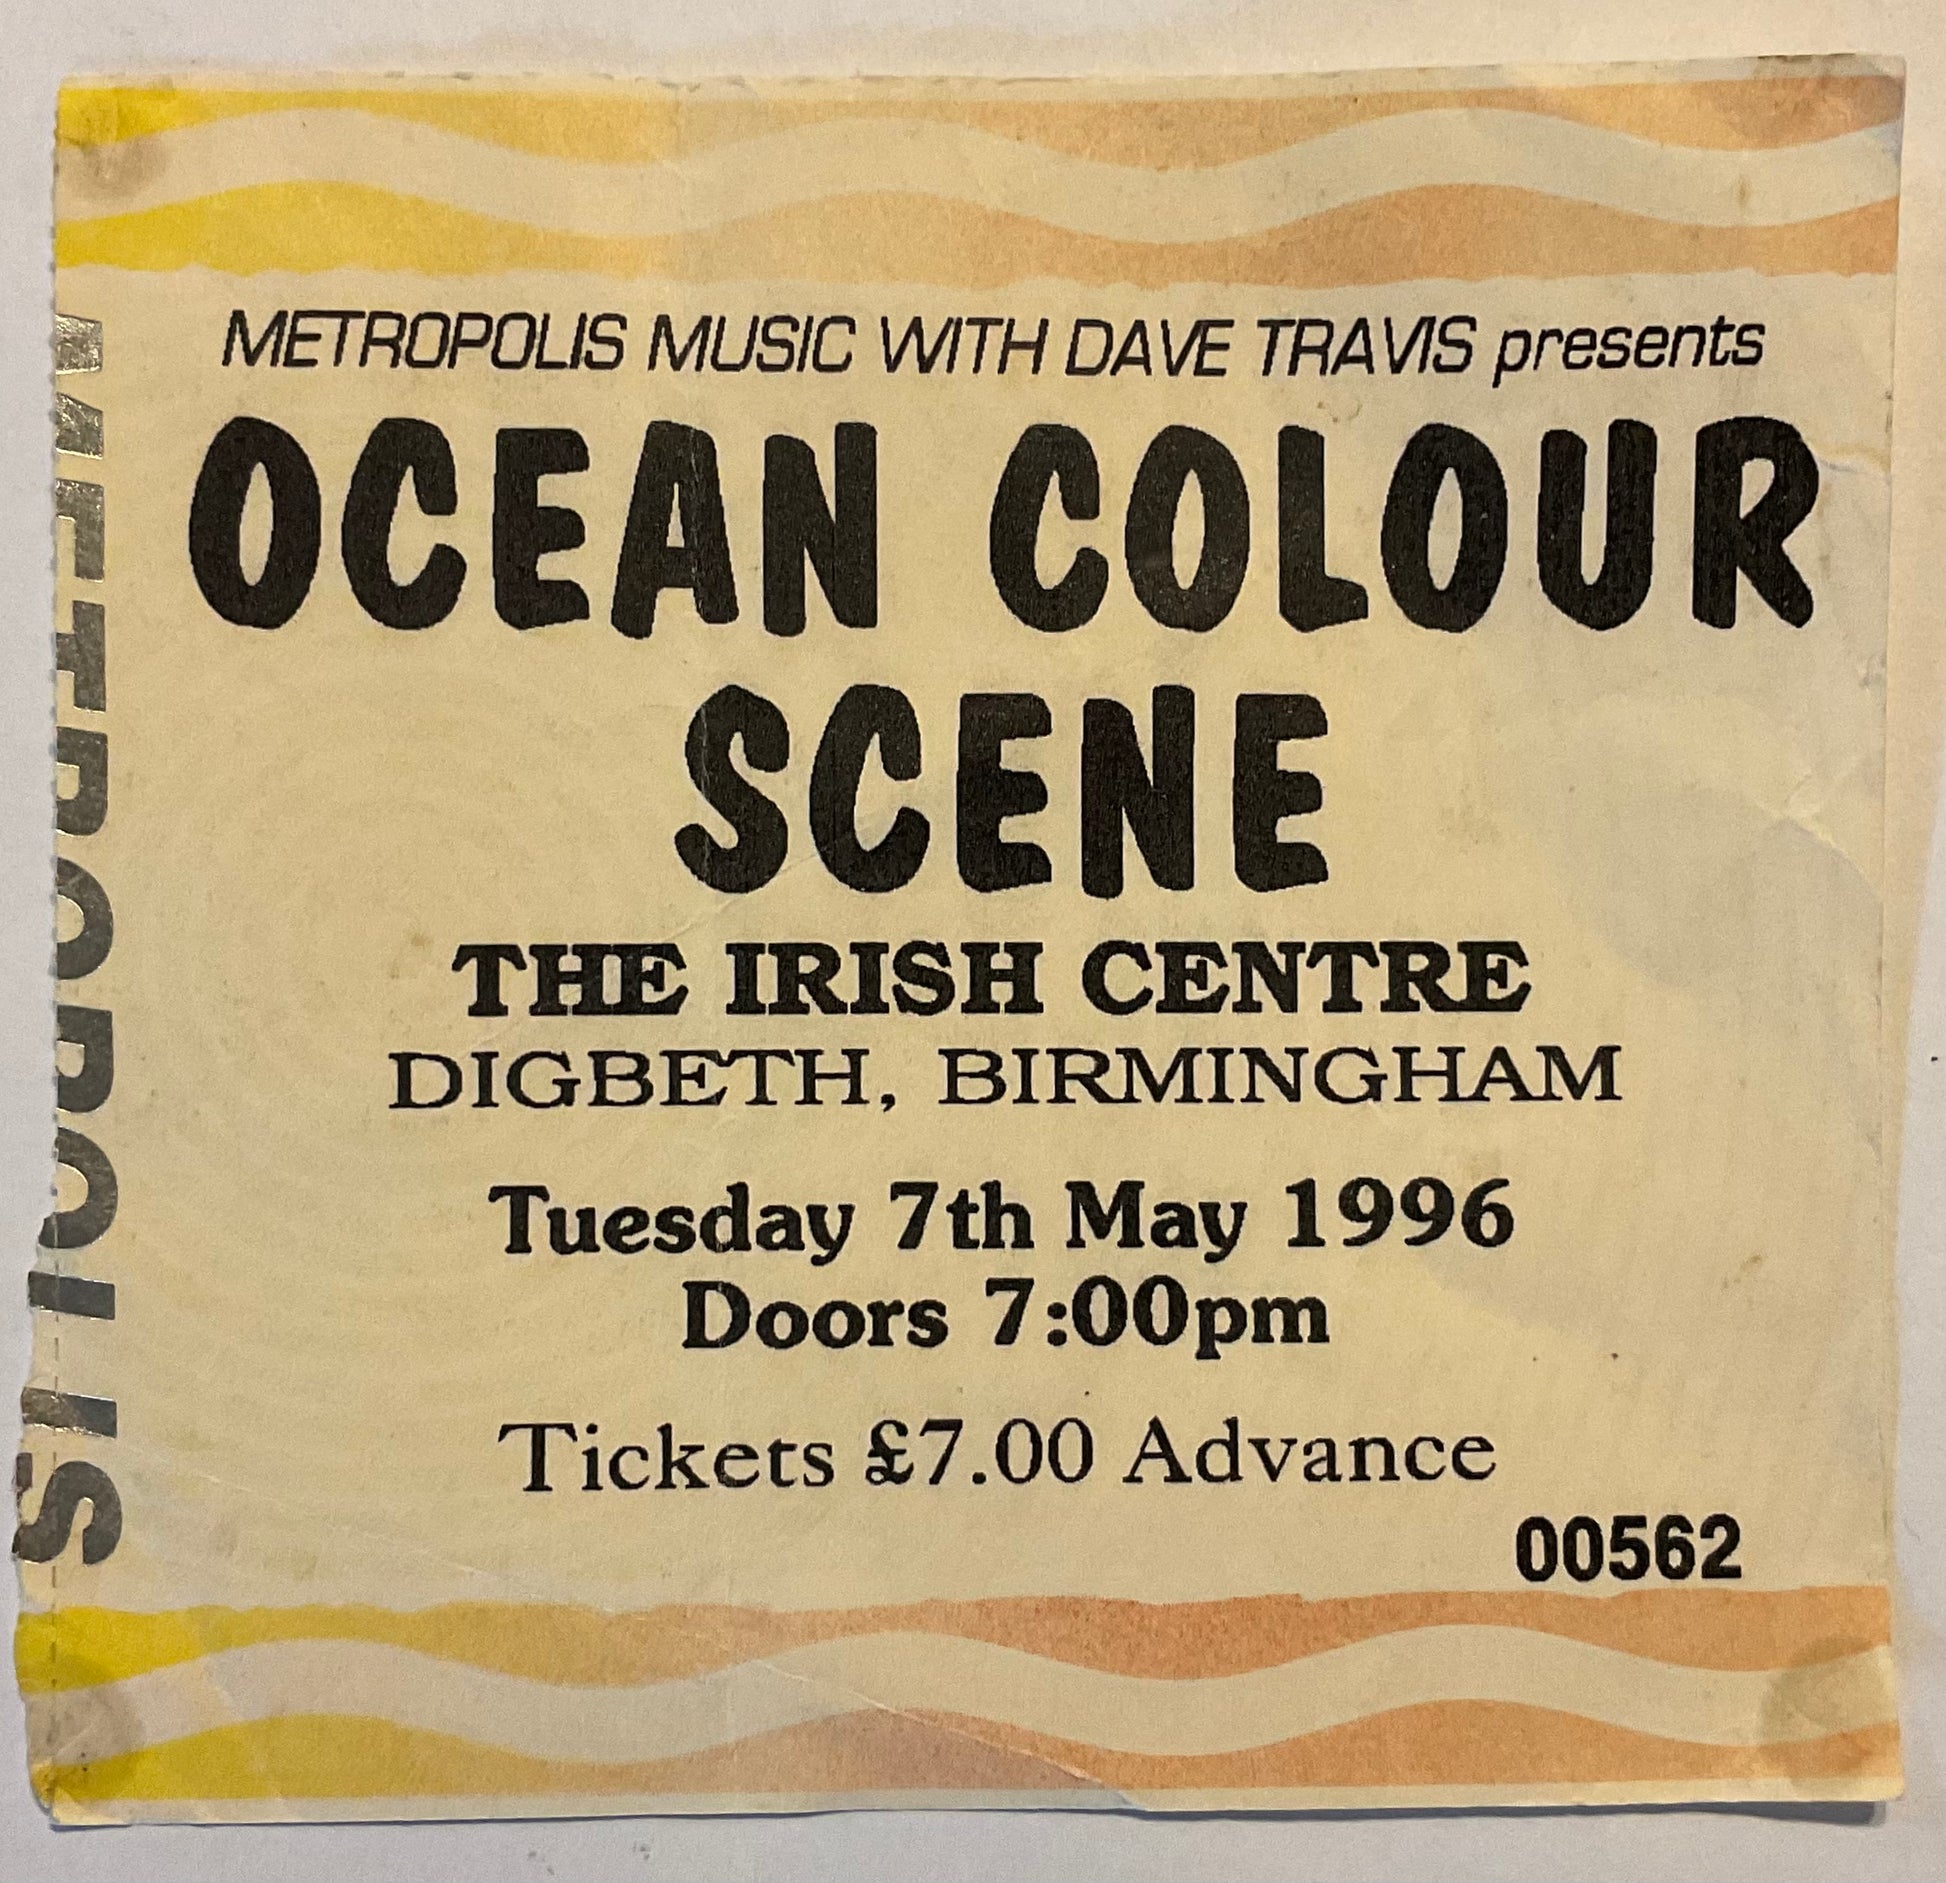 METROPOLIS MUSIC WITH DAVE TRAVIS presents
OCEAN COLOUR
SCENE
THE IRISH CENTRE
DIGBETH, BIRMINGHAM
Tuesday 7th May 1996
Doors 7:00pm
Tickets £7.00 Advance
00562
METROPOLIS